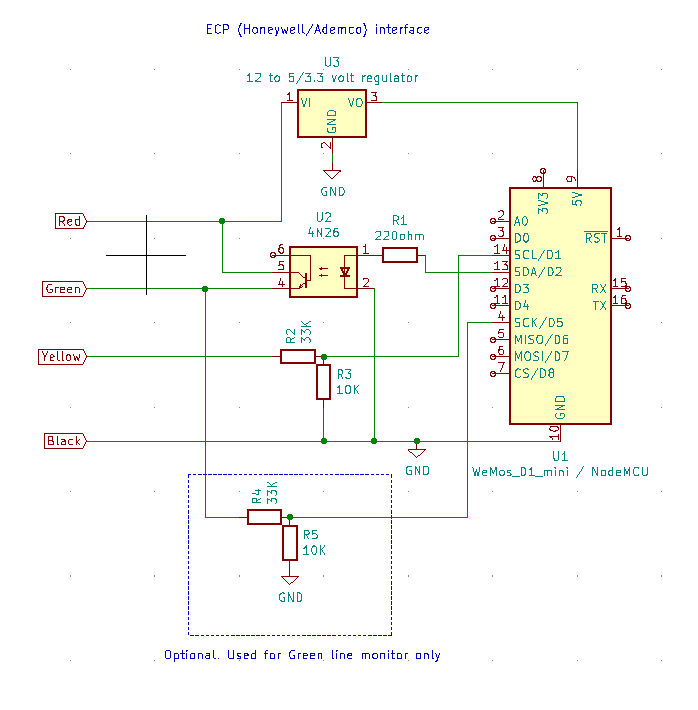 ECP (Honeywell/Ademco) interface
U3
12 to 5/3.3 volt regulator
1 VI VO 3
GND
2
GND
8 9
3V3 5V
Red
U2
4N26
R1
220ohm
2 A0
3 D0 RST 1
6 1
14 SCL/D1
5
13 SDA/D2
Green 4 2
12 D3 RX 15
11 D4 TX 16
4 SCK/D5
R2
33K
5 MISO/D6
Yellow
6 MOSI/D7
R3
10K
7 CS/D8
GND
10
Black
GND
U1
WeMos_D1_mini / NodeMCU
R4
33K
R5
10K
GND
Optional. Used for Green line monitor only